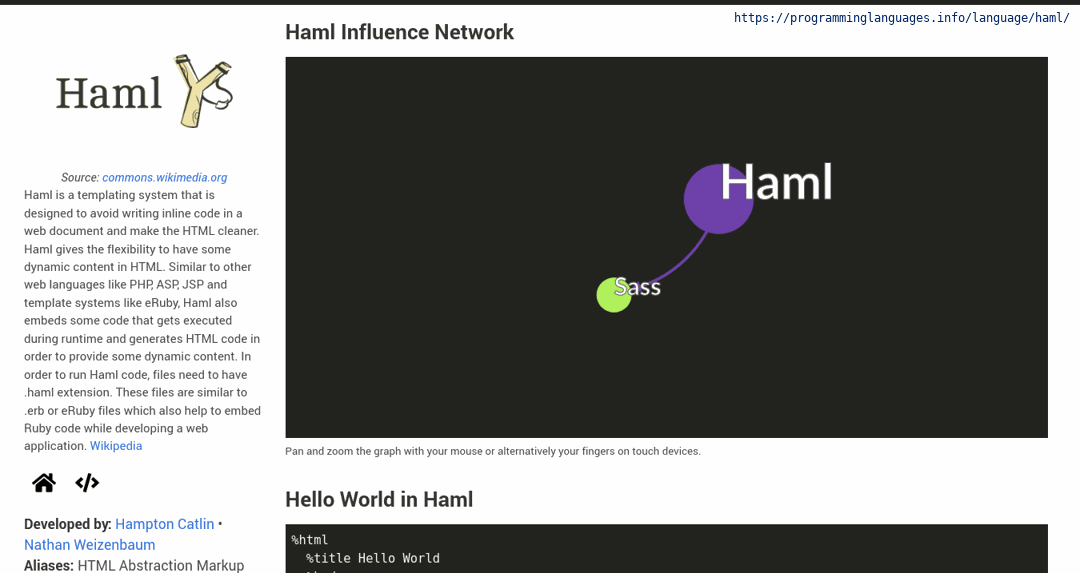 https://programminglanguages.info/language/haml/
Haml
Source: commons.wikimedia.org
Haml is a templating system that is
designed to avoid writing inline code in a
web document and make the HTML cleaner.
Haml gives the flexibility to have some
dynamic content in HTML. Similar to other
web languages like PHP, ASP, JSP and
template systems like eRuby, Haml also
embeds some code that gets executed
during runtime and generates HTML code in
order to provide some dynamic content. In
order to run Haml code, files need to have
.haml extension. These files are similar to
.erb or eRuby files which also help to embed
Ruby code while developing a web
application. Wikipedia
Developed by: Hampton Catlin •
Nathan Weizenbaum
Aliases: HTML Abstraction Markup
Haml Influence Network
Haml
Sass
Pan and zoom the graph with your mouse or alternatively your fingers on touch devices.
Hello World in Haml
%html
%title Hello World